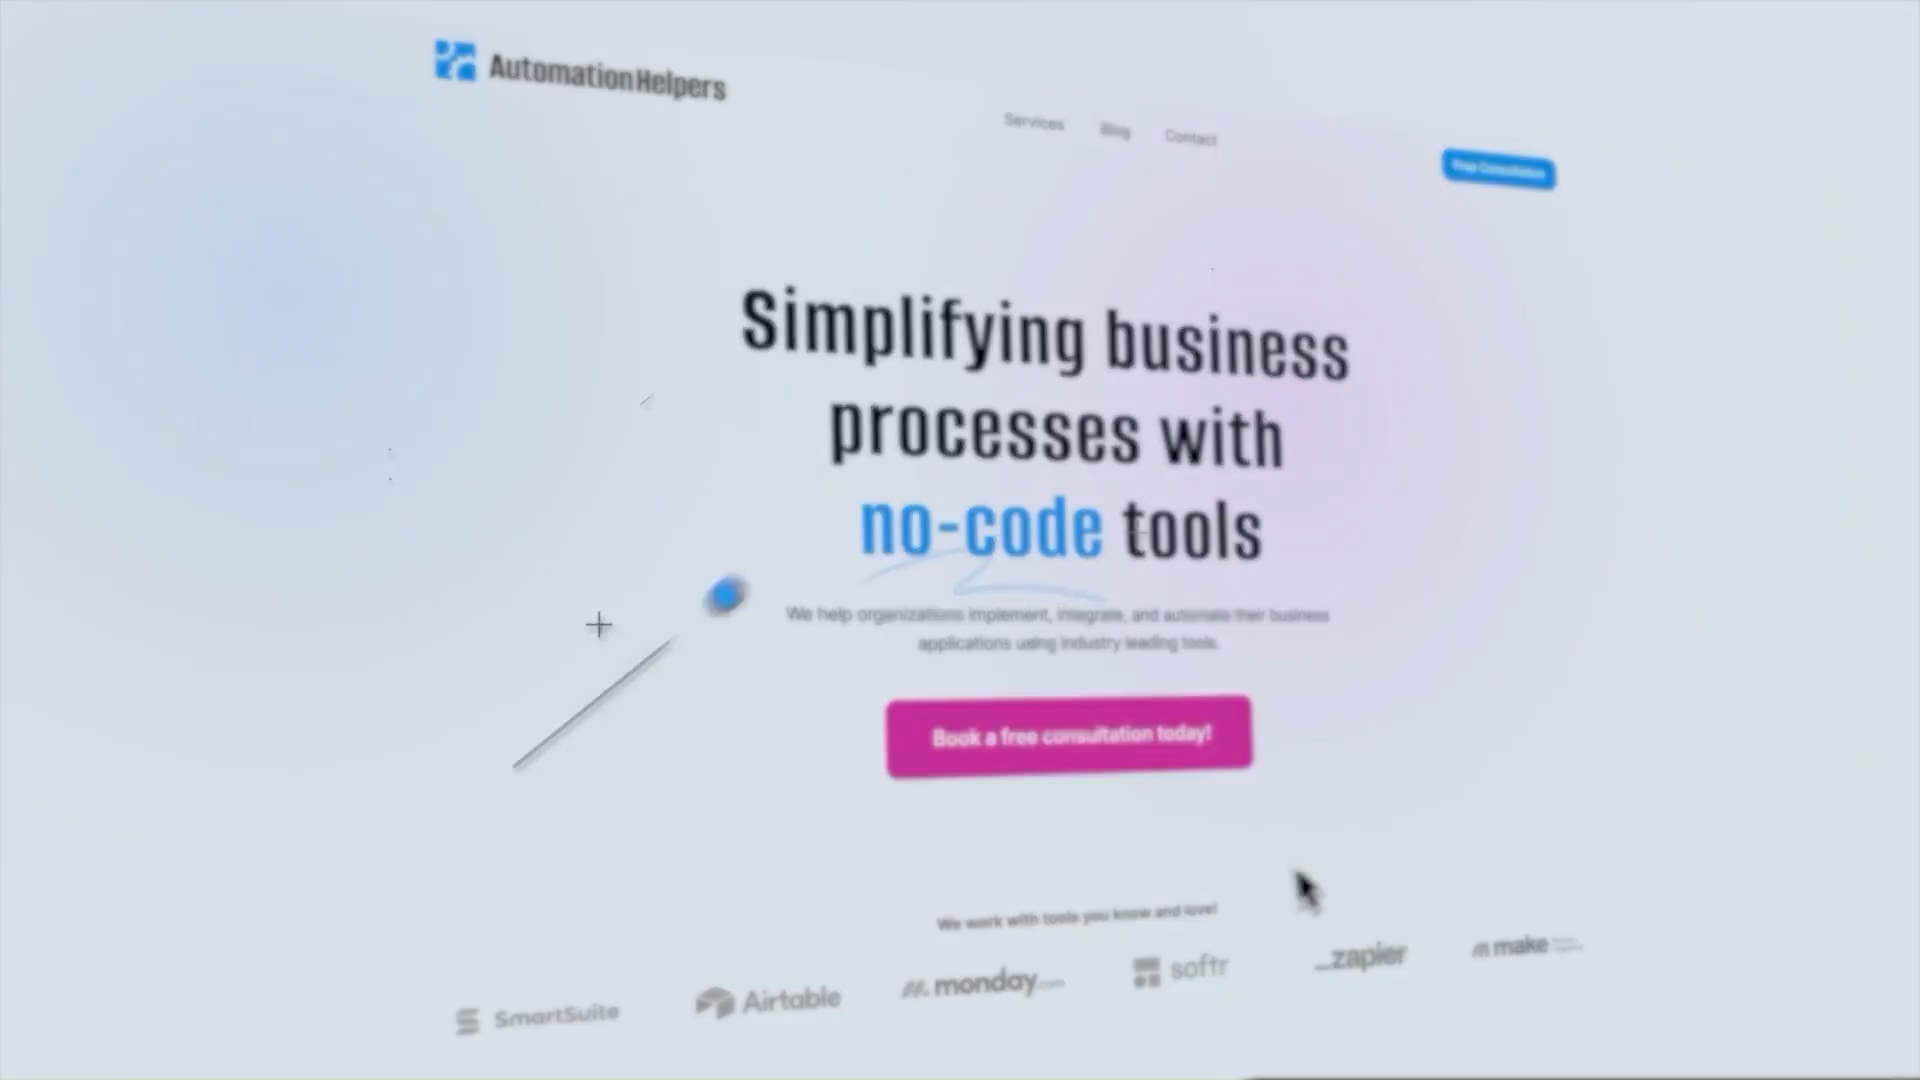 AutomationHelpers
Services Blog Contact
Free Consultation
Simplifying business
processes with
no-code tools
We help organizations implement, integrate, and automate their business
applications using industry leading tools.
Book a free consultation today!
We work with tools you know and love!
SmartSuite Airtable monday.com softr _zapier make